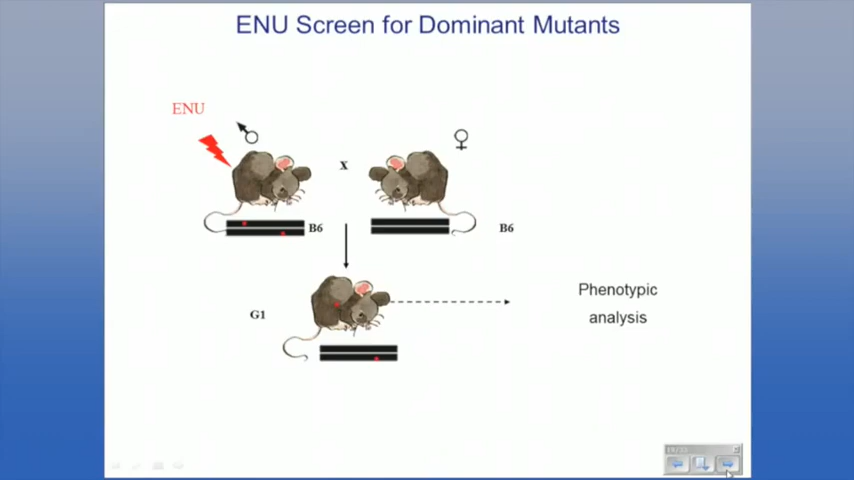 ENU Screen for Dominant Mutants
ENU
x
B6
B6
G1
Phenotypic
analysis